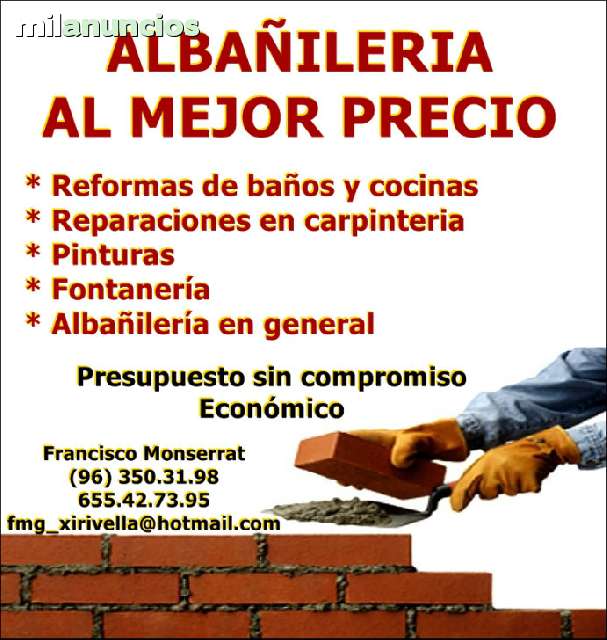 milanuncios
ALBAÑILERIA
AL MEJOR PRECIO
* Reformas de baños y cocinas
* Reparaciones en carpinteria
* Pinturas
* Fontanería
* Albañilería en general
Presupuesto sin compromiso
Económico
Francisco Monserrat
(96) 350.31.98
655.42.73.95
fmg_xirivella@hotmail.com